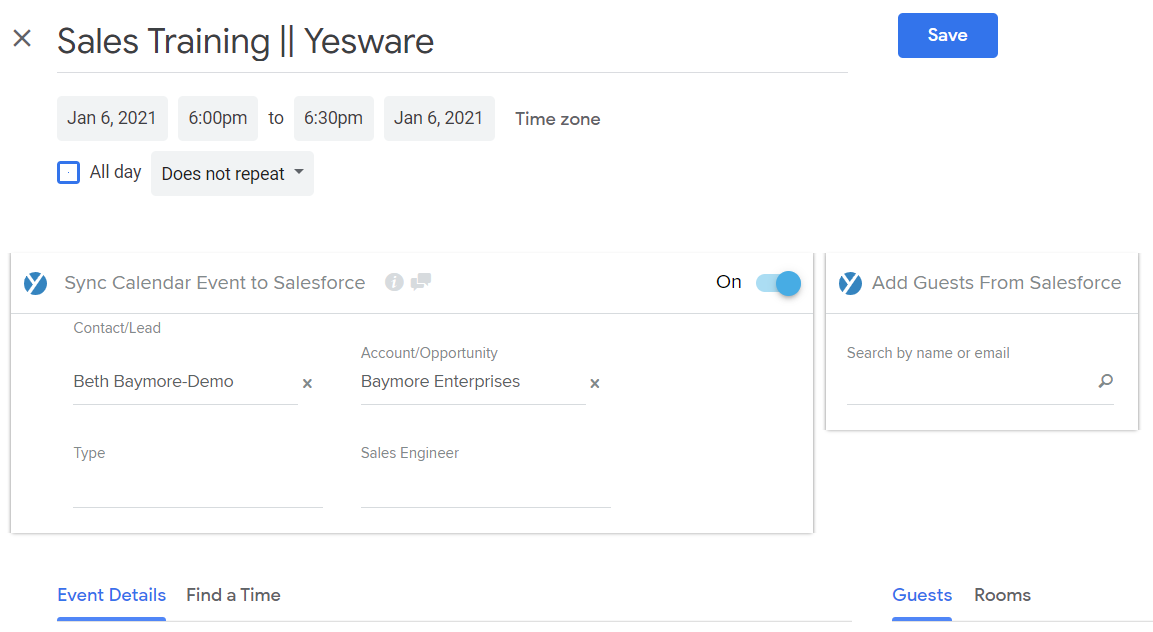 Sales Training || Yesware
Save
Jan 6, 2021 6:00pm to 6:30pm Jan 6, 2021 Time zone
All day Does not repeat
Sync Calendar Event to Salesforce On
Contact/Lead
Beth Baymore-Demo
Account/Opportunity
Baymore Enterprises
Type
Sales Engineer
Add Guests From Salesforce
Search by name or email
Event Details Find a Time
Guests Rooms